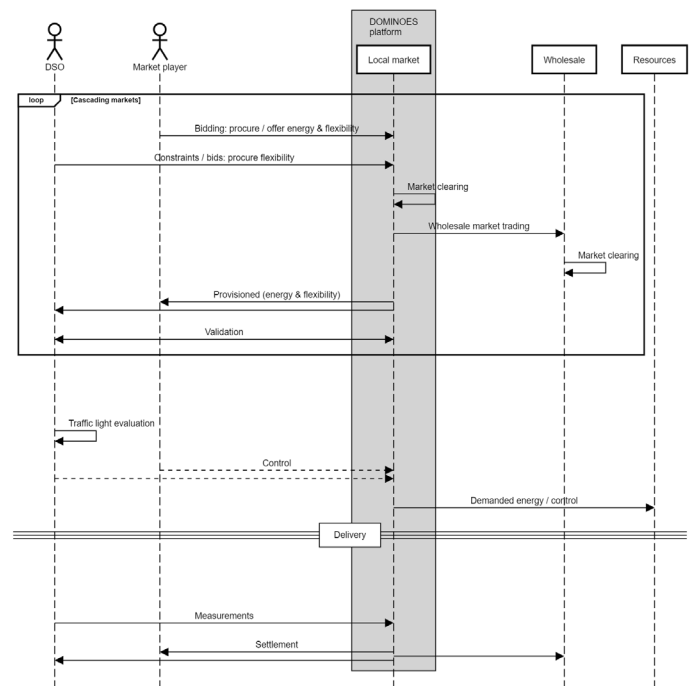 DOMINOES
platform
DSO
Market player
Local market
Wholesale
Resources
loop
[Cascading markets]
Bidding: procure / offer energy & flexibility
Constraints / bids: procure flexibility
Market clearing
Wholesale market trading
Market clearing
Provisioned (energy & flexibility)
Validation
Traffic light evaluation
Control
Demanded energy / control
Delivery
Measurements
Settlement